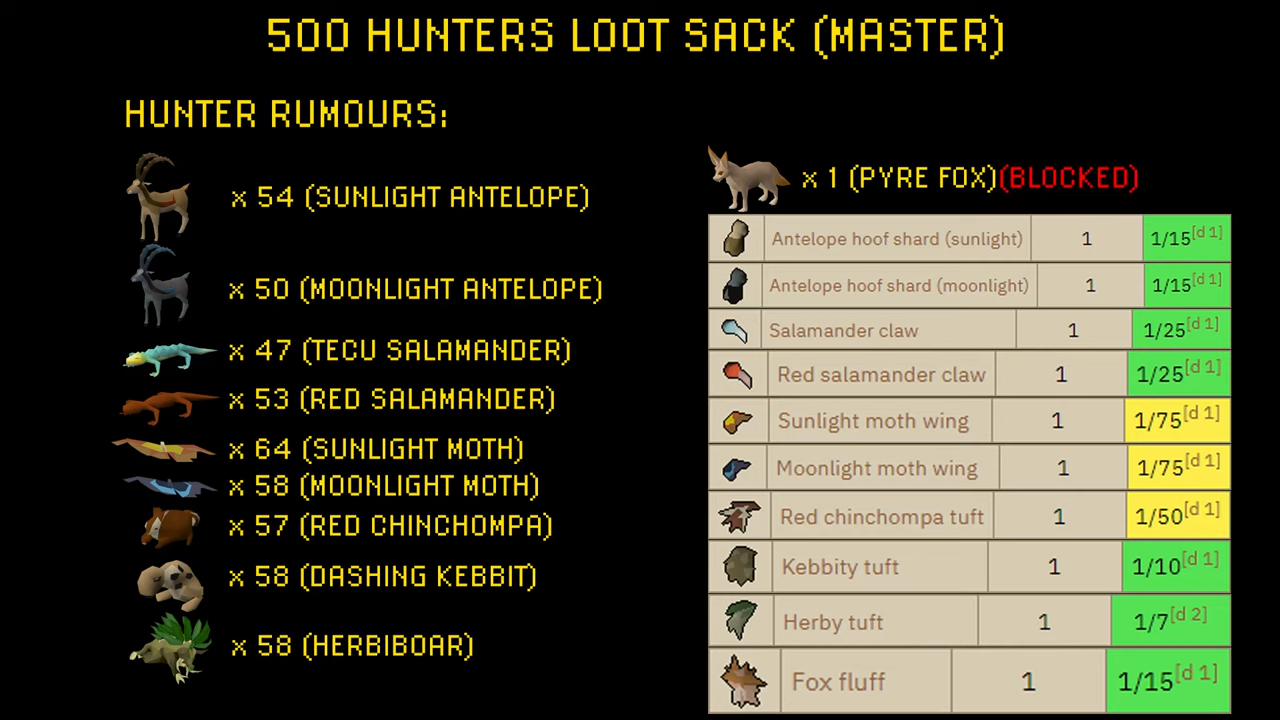 500 HUNTERS LOOT SACK (MASTER)
HUNTER RUMOURS:
x 54 (SUNLIGHT ANTELOPE)
x 50 (MOONLIGHT ANTELOPE)
x 47 (TECU SALAMANDER)
x 53 (RED SALAMANDER)
x 64 (SUNLIGHT MOTH)
x 58 (MOONLIGHT MOTH)
x 57 (RED CHINCHOMPA)
x 58 (DASHING KEBBIT)
x 58 (HERBIBOAR)
x 1 (PYRE FOX)(BLOCKED)
Antelope hoof shard (sunlight) 1 1/15[d 1]
Antelope hoof shard (moonlight) 1 1/15[d 1]
Salamander claw 1 1/25[d 1]
Red salamander claw 1 1/25[d 1]
Sunlight moth wing 1 1/75[d 1]
Moonlight moth wing 1 1/75[d 1]
Red chinchompa tuft 1 1/50[d 1]
Kebbity tuft 1 1/10[d 1]
Herby tuft 1 1/7[d 2]
Fox fluff 1 1/15[d 1]